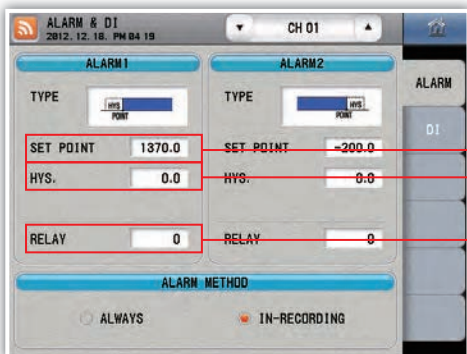 ALARM & DI
2012. 12. 18. PM 04 19
CH 01
ALARM1
TYPE
HYS
POINT
SET POINT 1370.0
HYS. 0.0
RELAY 0
ALARM2
TYPE
HYS
POINT
SET POINT -200.0
HYS. 0.0
RELAY 0
ALARM METHOD
ALWAYS
IN-RECORDING
ALARM
DI